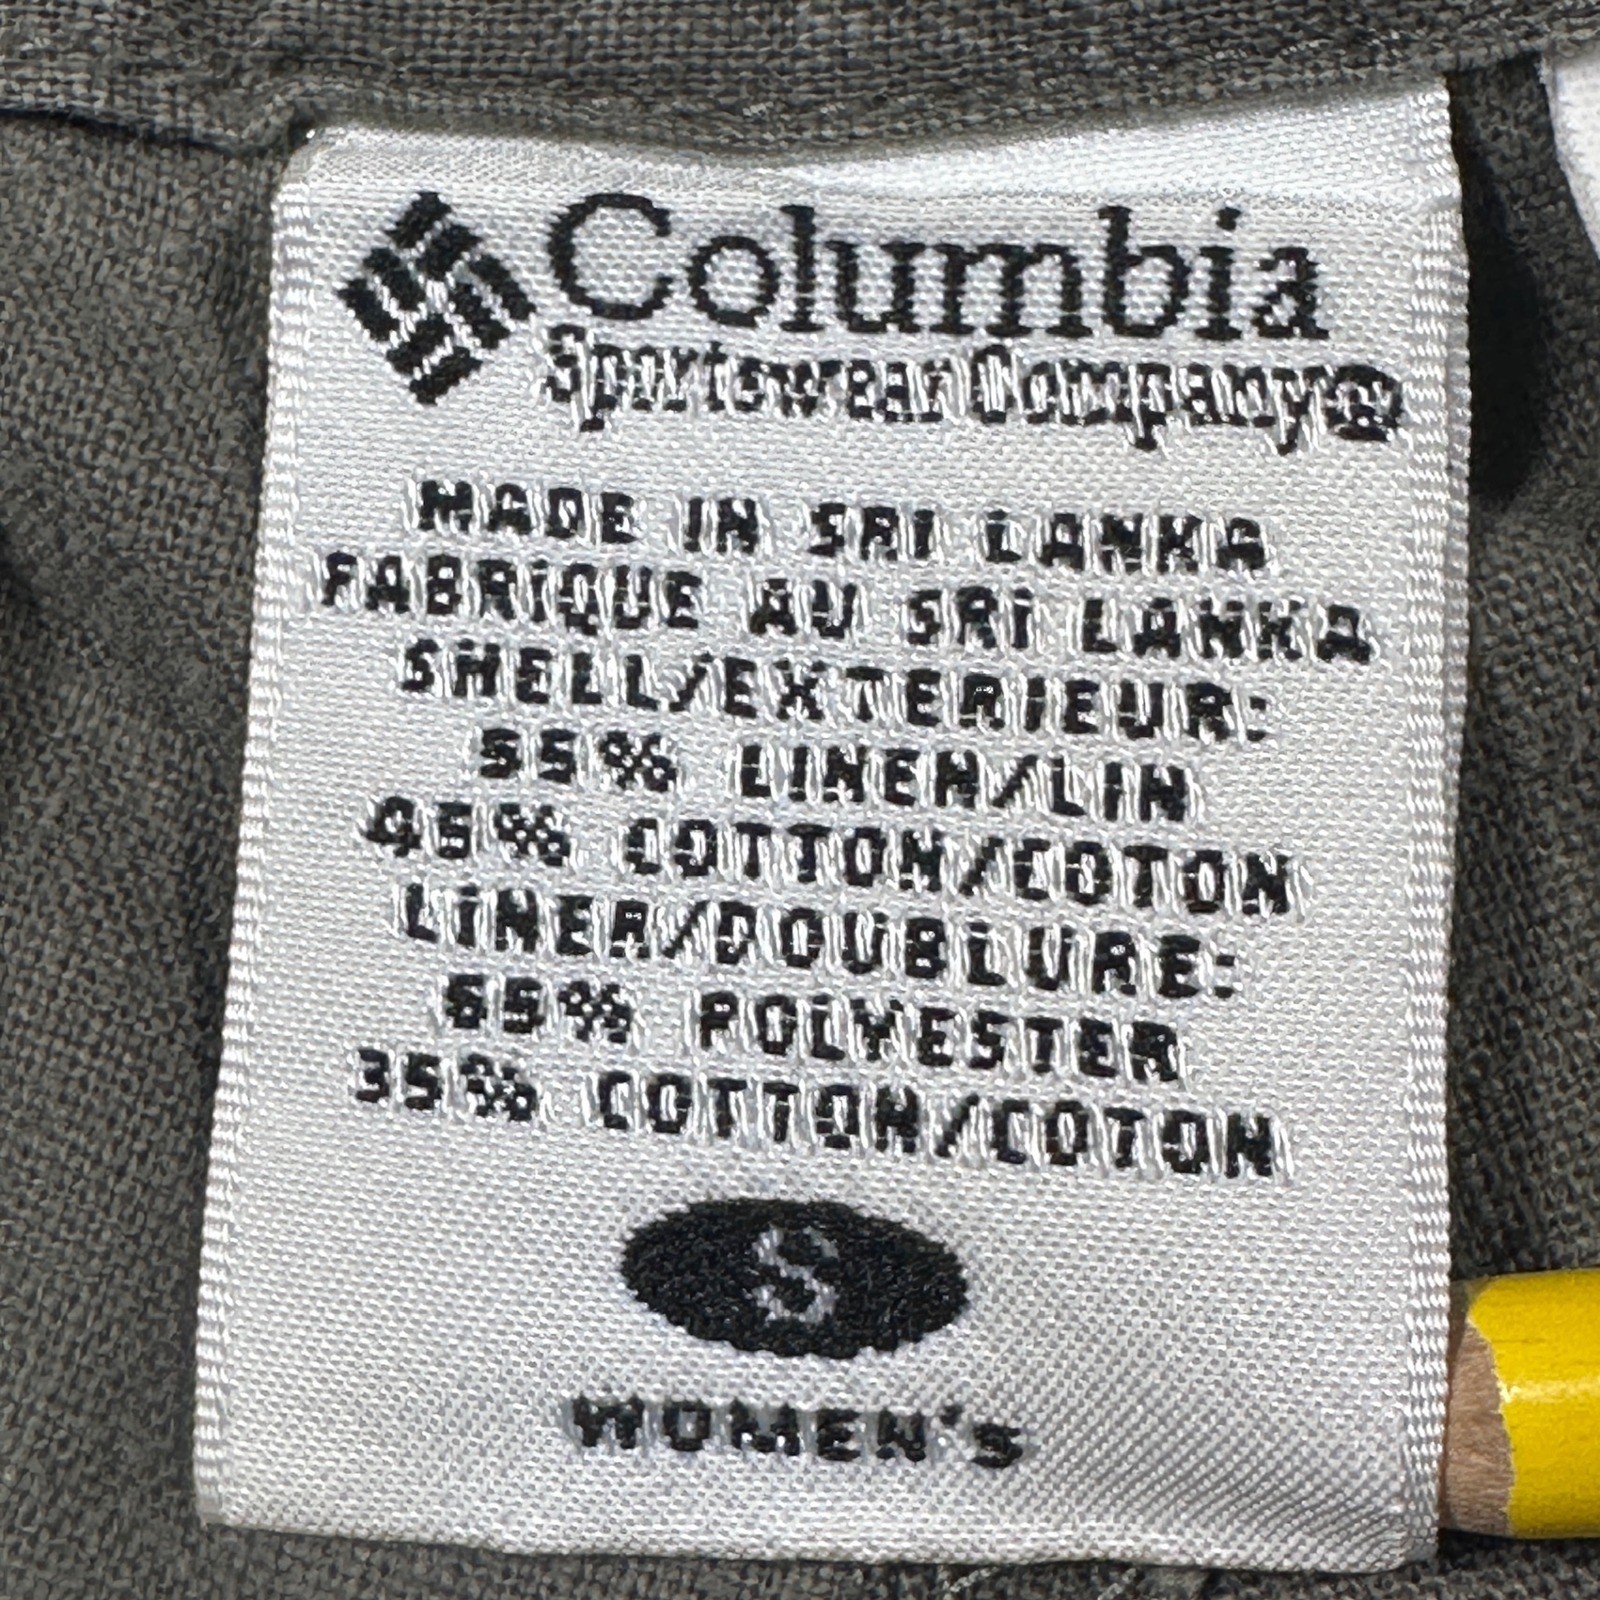 Columbia
Sportswear Company®
MADE IN SRI LANKA
FABRIQUE AU SRI LANKA
SHELL/EXTERIEUR:
55% LINEN/LIN
45% COTTON/COTON
LINER/DOUBLURE:
65% POLYESTER
35% COTTON/COTON
S
WOMEN'S